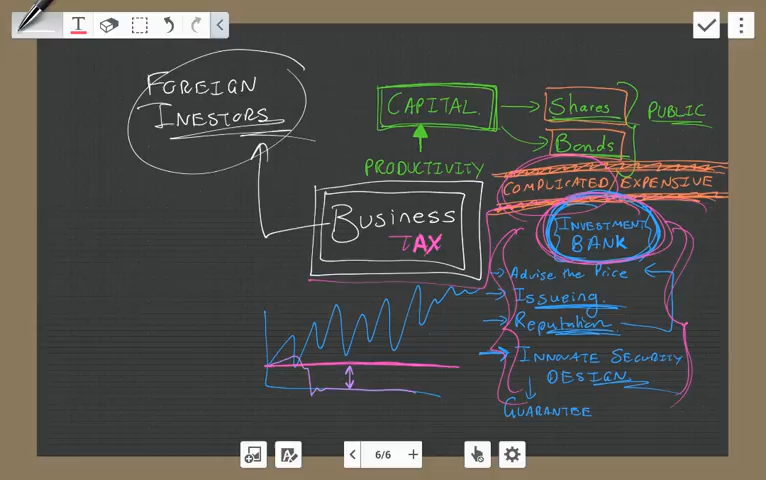 T
FOREIGN
INESTORS
CAPITAL
Shares
Bonds
PUBLIC
PRODUCTIVITY
COMPLICATED/EXPENSIVE
Business
TAX
INVESTMENT
BANK
Advise the Price
Issueing
Reputation
INNOVATE SECURITY
DESIGN
GUARANTEE
6/6